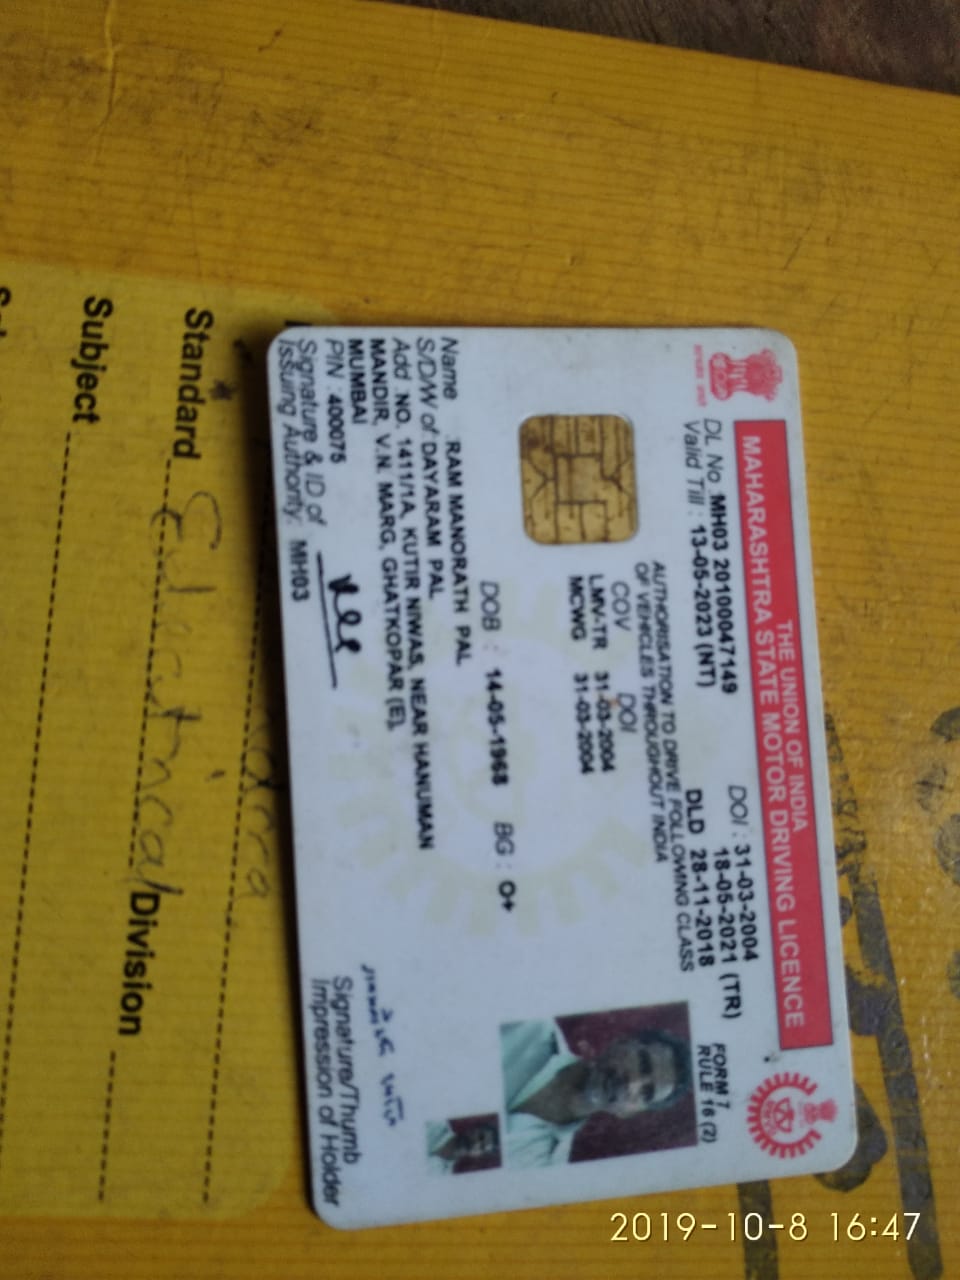 THE UNION OF INDIA
MAHARASHTRA STATE MOTOR DRIVING LICENCE
DL No MH03 20100047149 DOI : 31-03-2004
Valid Till : 13-05-2023 (NT) 18-05-2021 (TR)
DLD 28-11-2018
FORM 7
RULE 16 (2)
AUTHORISATION TO DRIVE FOLLOWING CLASS
OF VEHICLES THROUGHOUT INDIA
COV DOI
LMV-TR 31-03-2004
MCWG 31-03-2004
DOB : 14-05-1968 BG : O+
Name RAM MANORATH PAL
S/D/W of DAYARAM PAL
Add NO. 1411/1A, KUTIR NIWAS, NEAR HANUMAN
MANDIR, V.N. MARG, GHATKOPAR (E),
MUMBAI
PIN : 400075
Signature & ID of
Issuing Authority: MH03
Signature/Thumb
Impression of Holder
Standard /Division
Subject
2019-10-8 16:47